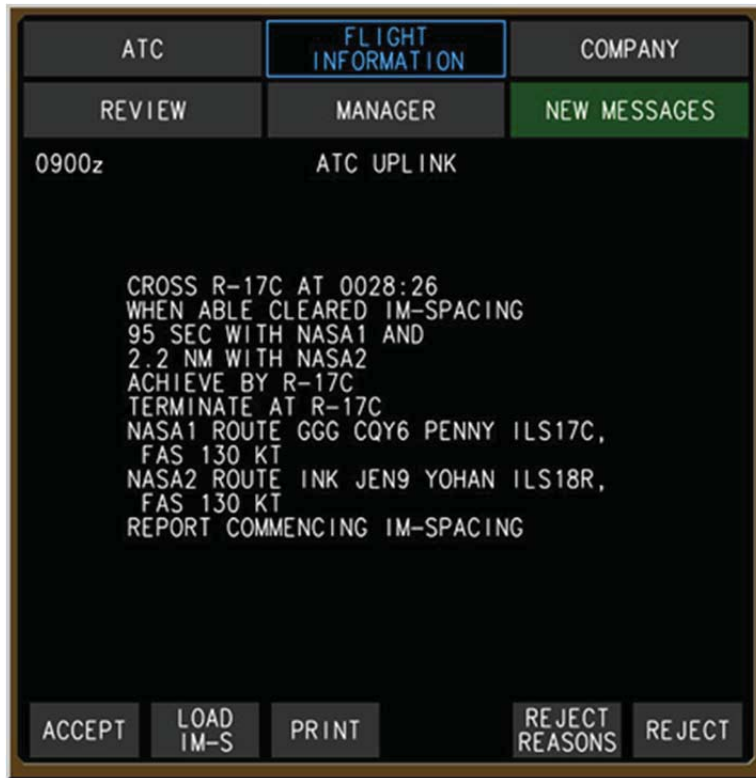 ATC
FLIGHT
INFORMATION
COMPANY
REVIEW
MANAGER
NEW MESSAGES
0900z
ATC UPLINK
CROSS R-17C AT 0028:26
WHEN ABLE CLEARED IM-SPACING
95 SEC WITH NASA1 AND
2.2 NM WITH NASA2
ACHIEVE BY R-17C
TERMINATE AT R-17C
NASA1 ROUTE GGG CQY6 PENNY ILS17C,
FAS 130 KT
NASA2 ROUTE INK JEN9 YOHAN ILS18R,
FAS 130 KT
REPORT COMMENCING IM-SPACING
ACCEPT
LOAD
IM-S
PRINT
REJECT
REASONS
REJECT